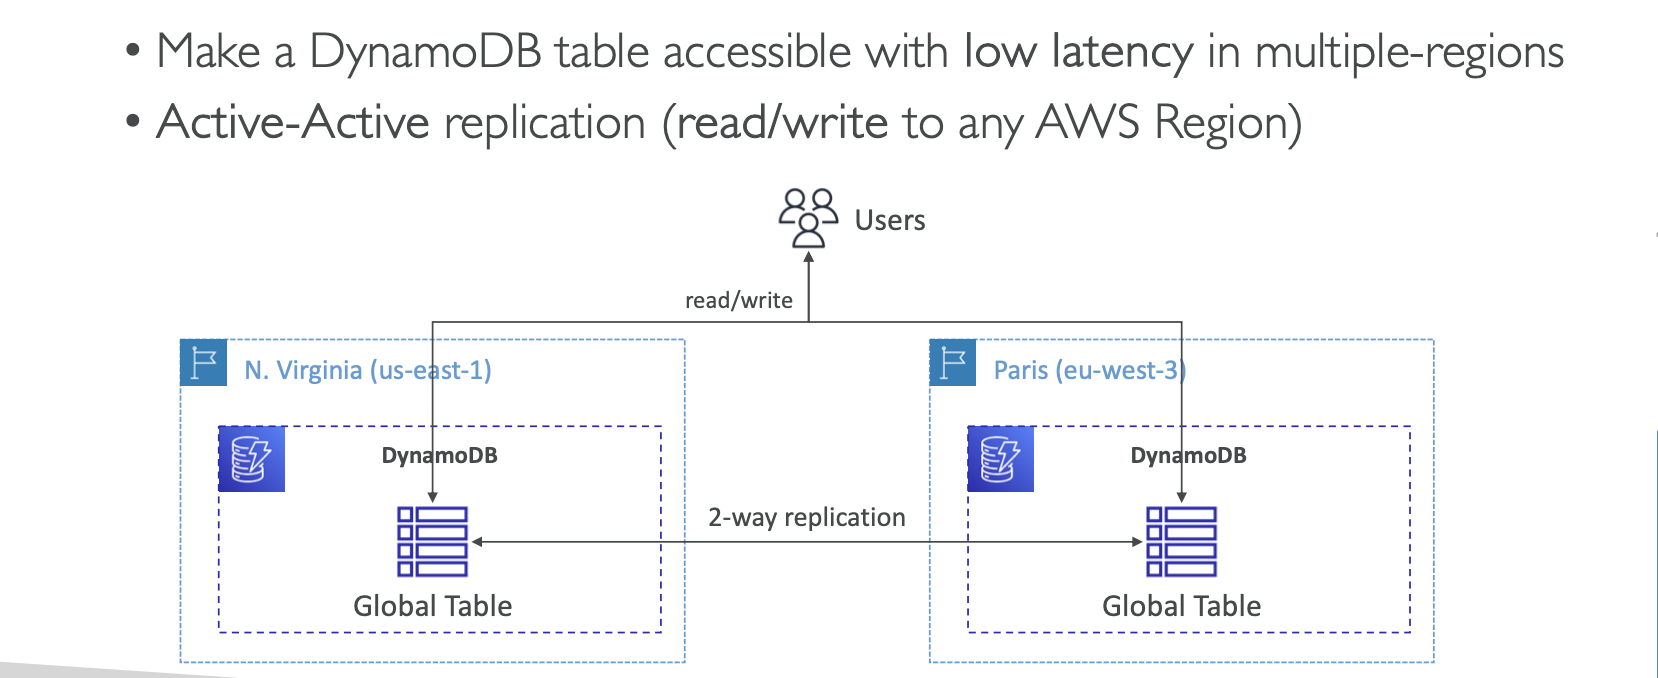 • Make a DynamoDB table accessible with low latency in multiple-regions
• Active-Active replication (read/write to any AWS Region)
Users
read/write
N. Virginia (us-east-1)
Paris (eu-west-3)
DynamoDB
DynamoDB
2-way replication
Global Table
Global Table